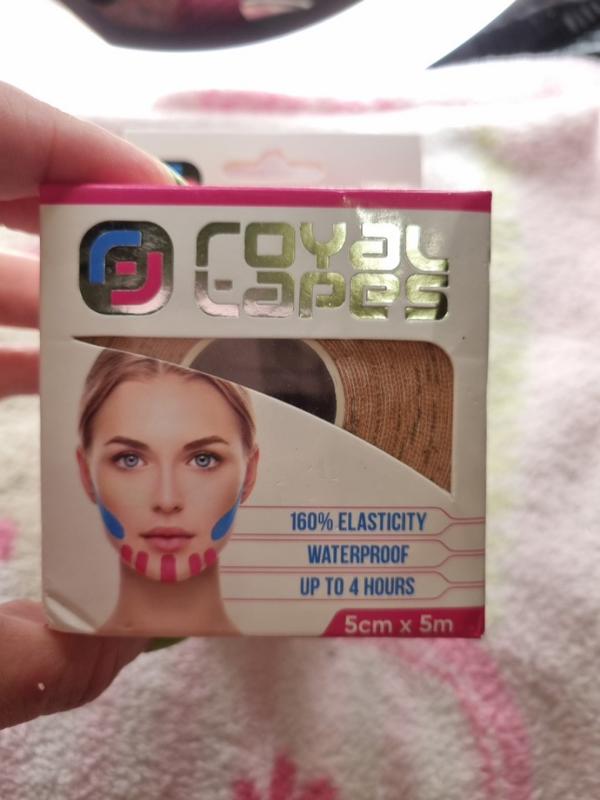 royal
tapes
160% ELASTICITY
WATERPROOF
UP TO 4 HOURS
5cm x 5m